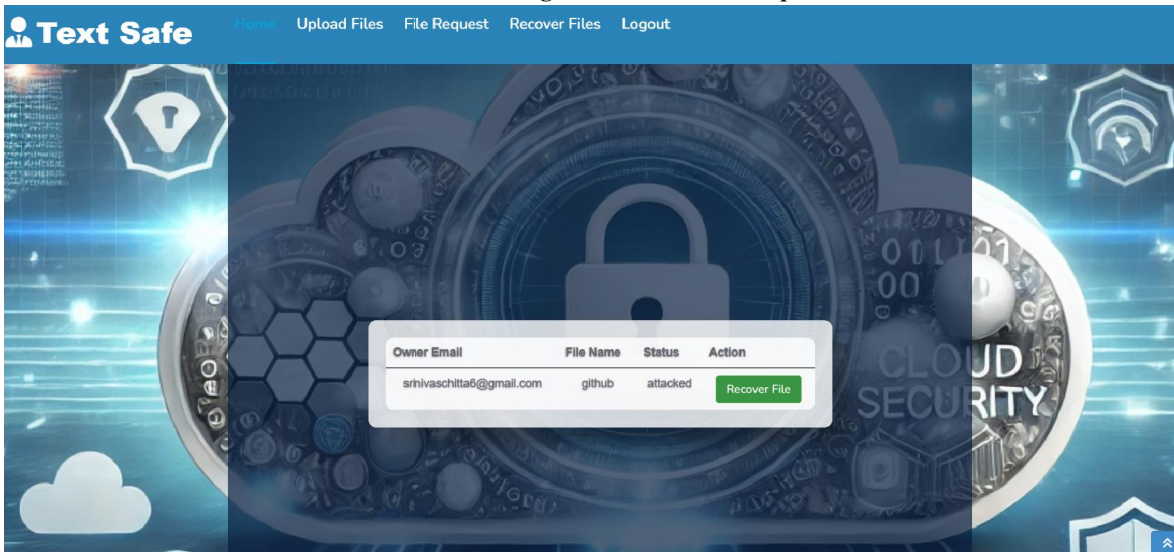 Text Safe
Home Upload Files File Request Recover Files Logout
Owner Email File Name Status Action
srinivaschitta6@gmail.com github attacked Recover File
CLOUD
SECURITY